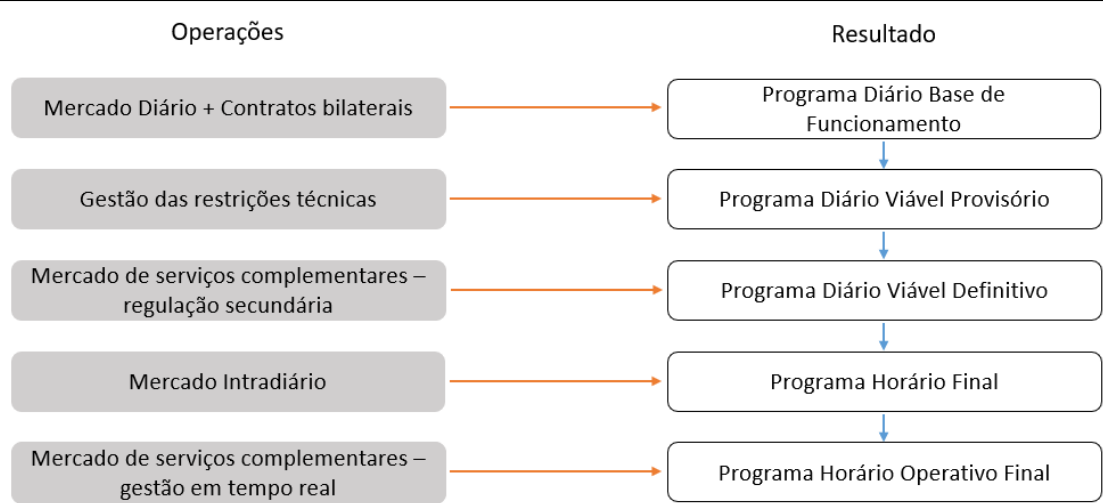 Operações
Resultado
Mercado Diário + Contratos bilaterais
Programa Diário Base de
Funcionamento
Gestão das restrições técnicas
Programa Diário Viável Provisório
Mercado de serviços complementares –
regulação secundária
Programa Diário Viável Definitivo
Mercado Intradiário
Programa Horário Final
Mercado de serviços complementares –
gestão em tempo real
Programa Horário Operativo Final